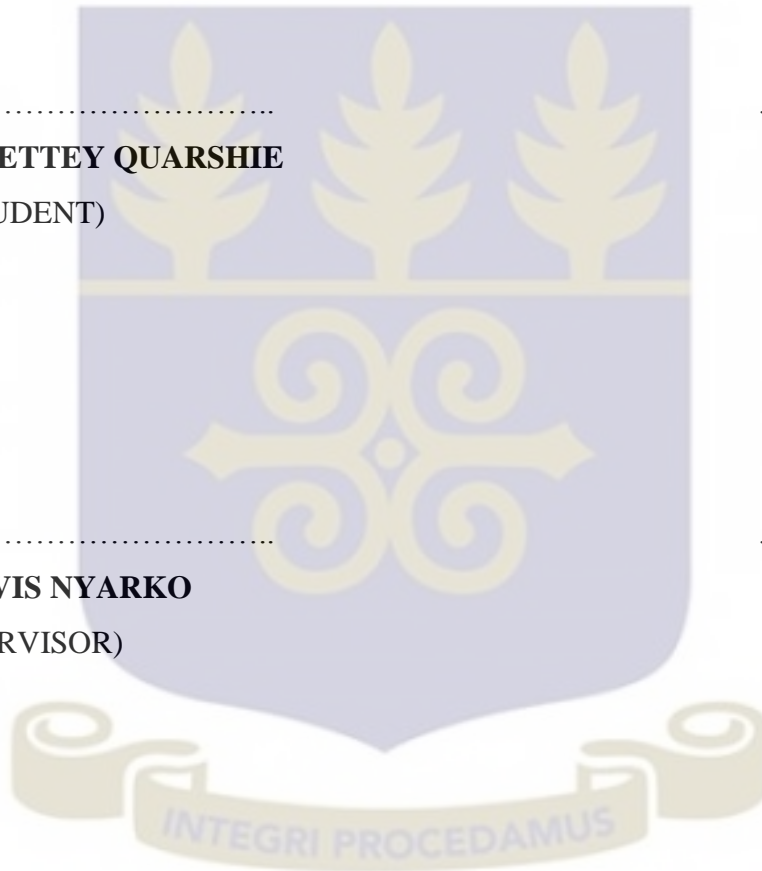 ………………………..
ETTEY QUARSHIE
UDENT)
………………………..
VIS NYARKO
RVISOR)
INTEGRI PROCEDAMUS